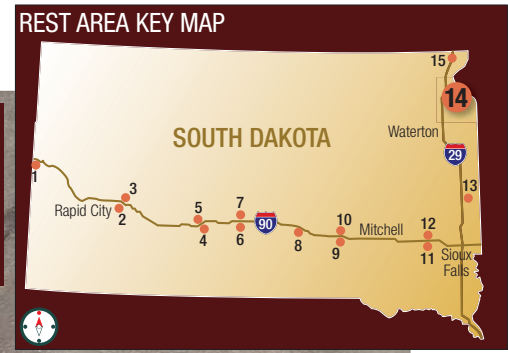 REST AREA KEY MAP
15
14
SOUTH DAKOTA
Waterton
29
1
3
13
Rapid City
2
5
7
90
10
Mitchell
12
4
6
8
9
11
Sioux
Falls